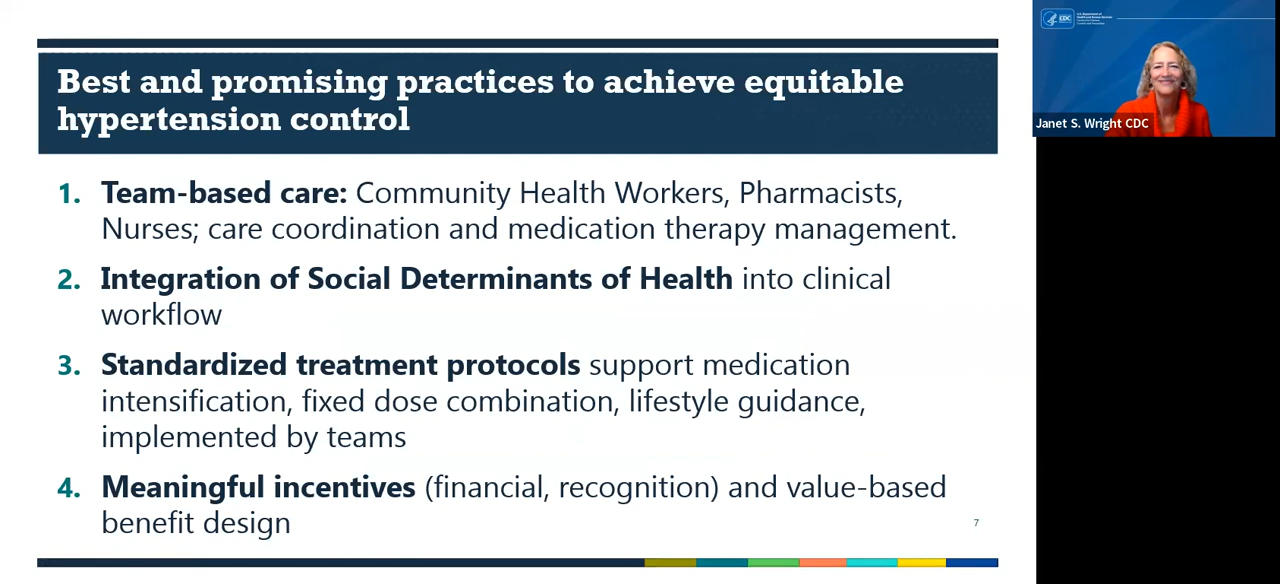 Best and promising practices to achieve equitable
hypertension control
1. Team-based care: Community Health Workers, Pharmacists,
Nurses; care coordination and medication therapy management.
2. Integration of Social Determinants of Health into clinical
workflow
3. Standardized treatment protocols support medication
intensification, fixed dose combination, lifestyle guidance,
implemented by teams
4. Meaningful incentives (financial, recognition) and value-based
benefit design
7
CDC
Janet S. Wright CDC